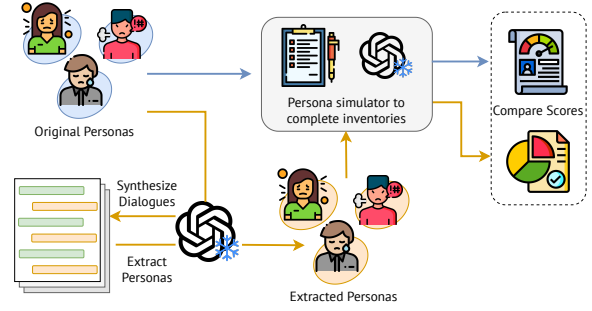 Original Personas
Persona simulator to
complete inventories
Compare Scores
Synthesize
Dialogues
Extract
Personas
Extracted Personas
!#
!#